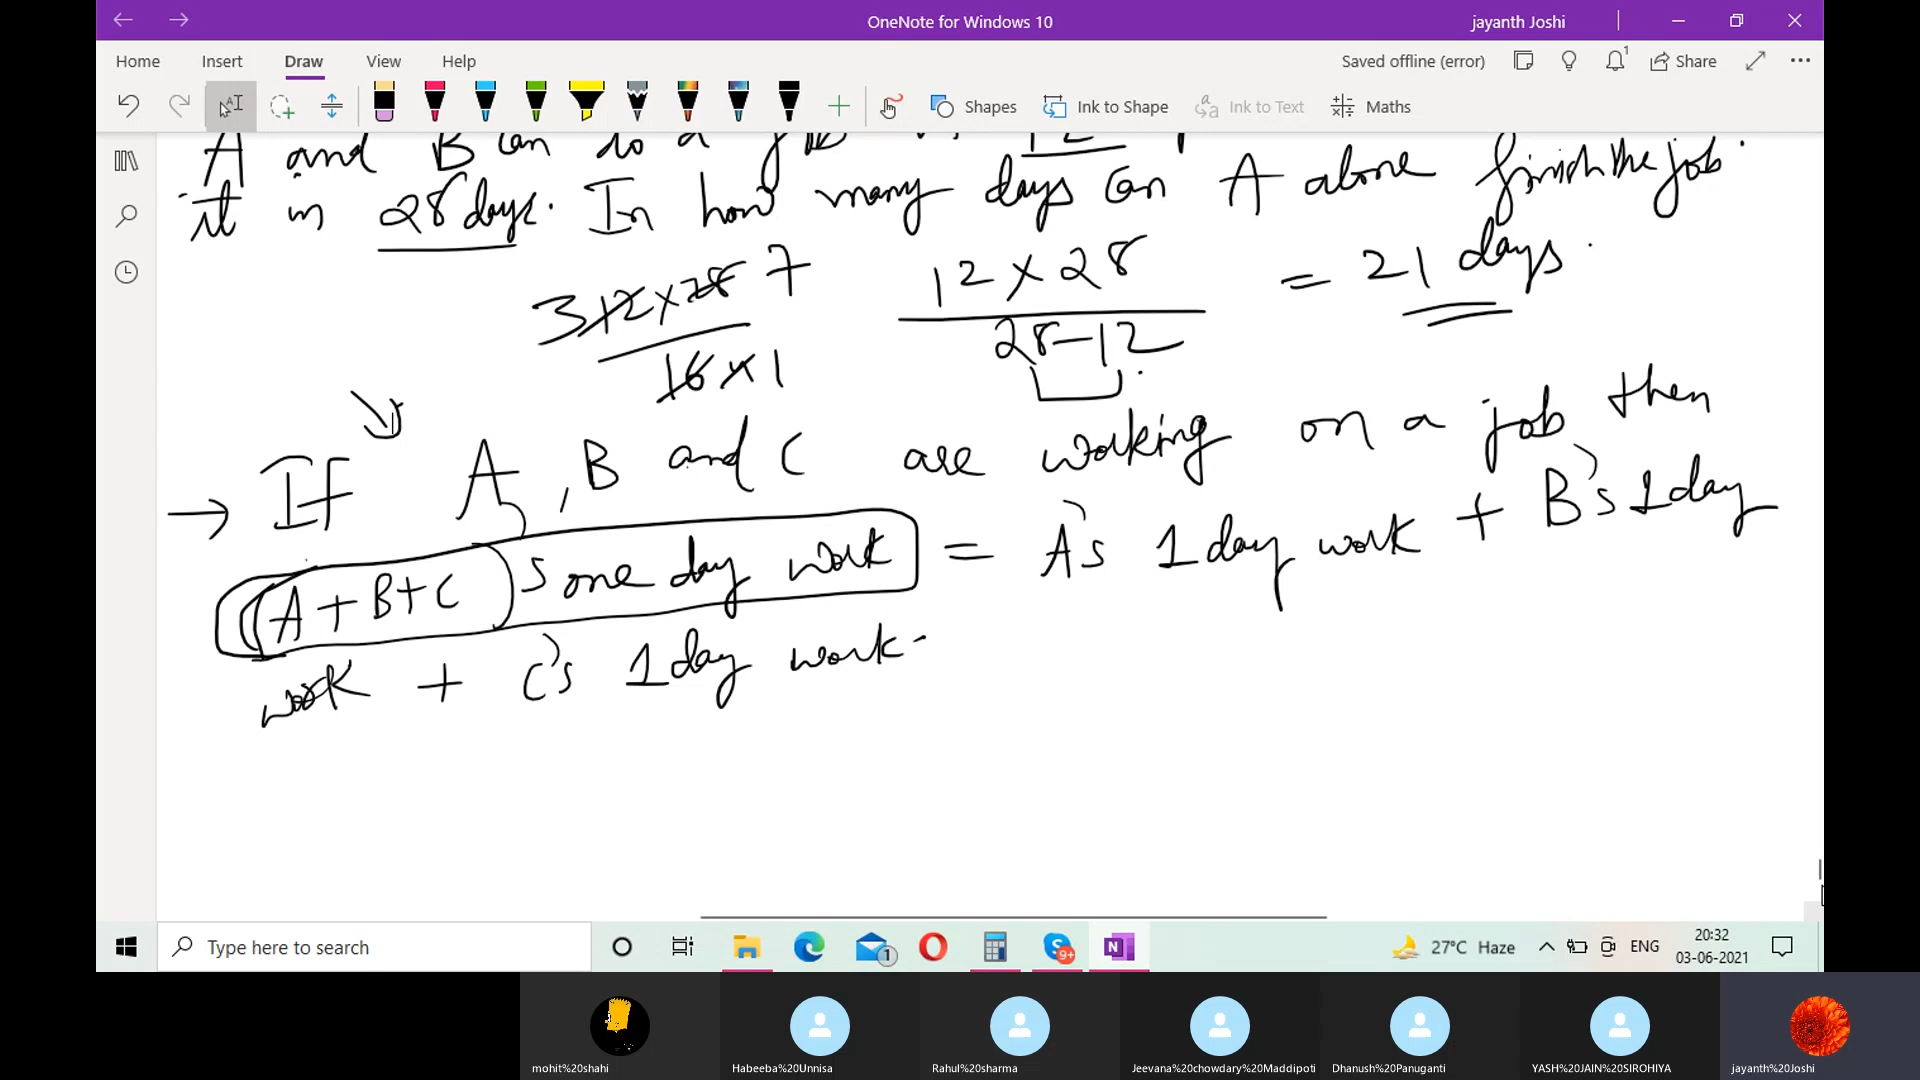 OneNote for Windows 10
jayanth Joshi
Home Insert Draw View Help
Saved offline (error) 1 Share
Shapes Ink to Shape Ink to Text Maths
A and B can do a job 12
it in 28 days. In how many days can A alone finish the job.
3 12 x 28 7
16 x 1
12 x 28
28-12
= 21 days.
→ If A, B and C are working on a job then
(A+B+C)'s one day work = A's 1 day work + B's 1 day
work + C's 1 day work.
Type here to search
1
9+
N
27°C Haze
ENG
20:32
03-06-2021
mohit%20shahi
Habeeba%20Unnisa
Rahul%20sharma
Jeevana%20chowdary%20Maddipoti
Dhanush%20Panuganti
YASH%20JAIN%20SIROHIYA
jayanth%20Joshi